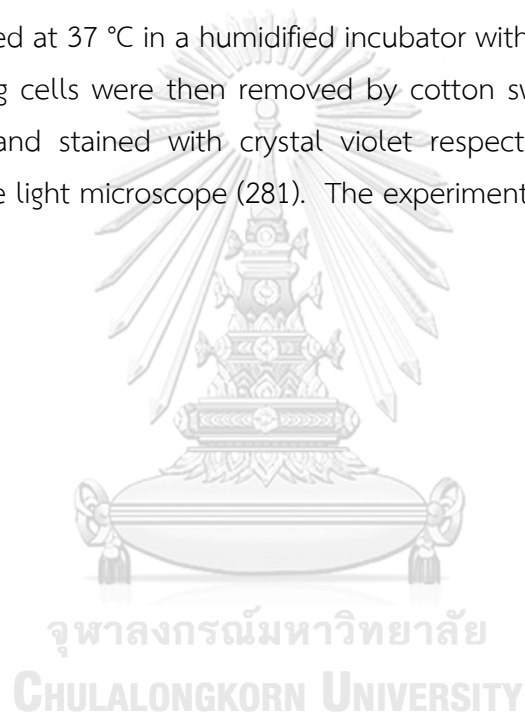 ed at 37 °C in a humidified incubator with
g cells were then removed by cotton sw
and stained with crystal violet respect
e light microscope (281). The experiment
จุฬาลงกรณ์มหาวิทยาลัย
CHULALONGKORN UNIVERSITY